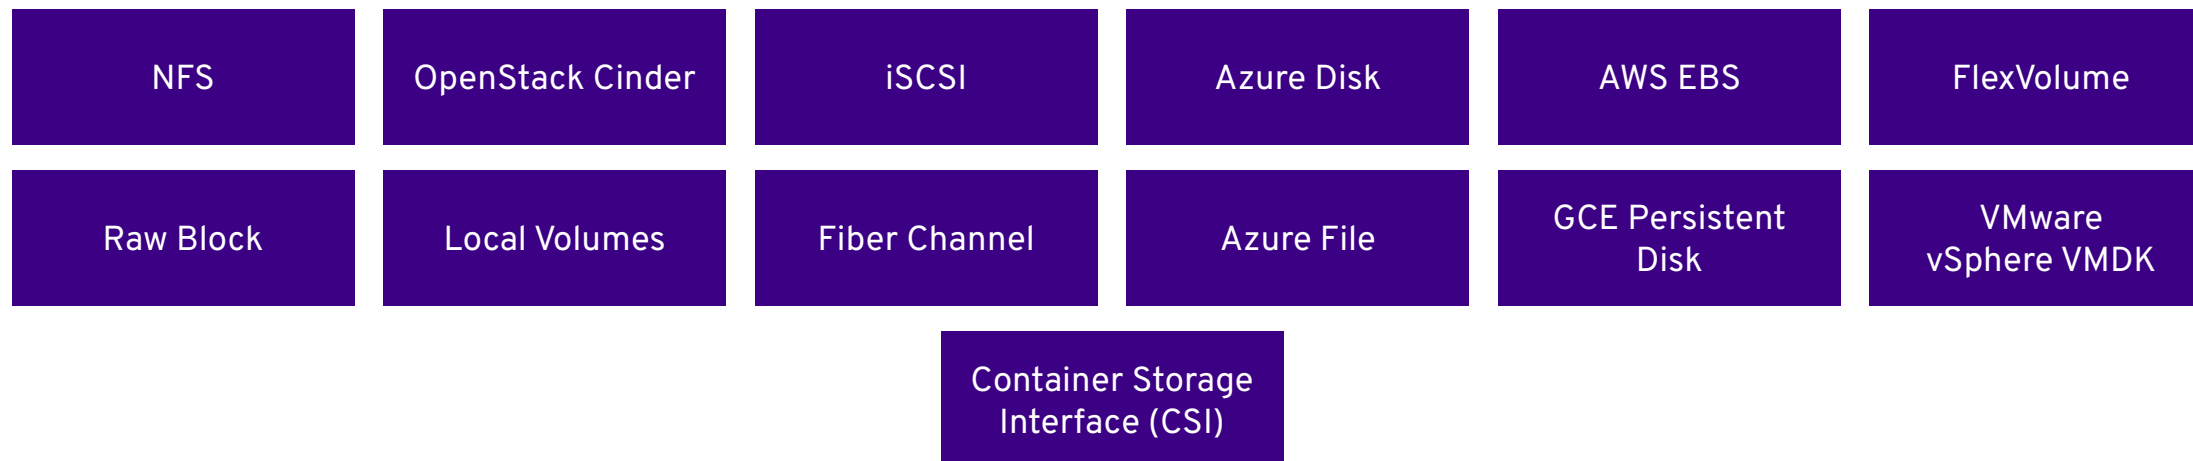 NFS
OpenStack Cinder
iSCSI
Azure Disk
AWS EBS
FlexVolume
Raw Block
Local Volumes
Fiber Channel
Azure File
GCE Persistent
Disk
VMware
vSphere VMDK
Container Storage
Interface (CSI)